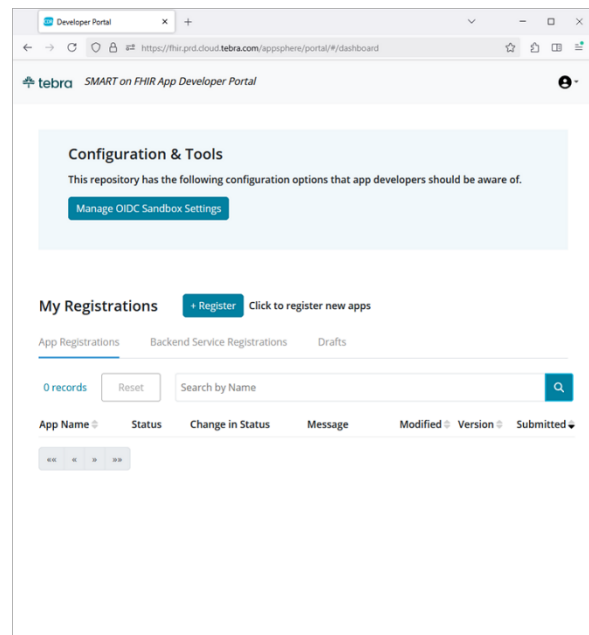 Developer Portal
https://fhir.prd.cloud.tebra.com/appsphere/portal/#/dashboard
tebra SMART on FHIR App Developer Portal
Configuration & Tools
This repository has the following configuration options that app developers should be aware of.
Manage OIDC Sandbox Settings
My Registrations + Register Click to register new apps
App Registrations Backend Service Registrations Drafts
0 records Reset Search by Name
App Name Status Change in Status Message Modified Version Submitted
«« « » »»